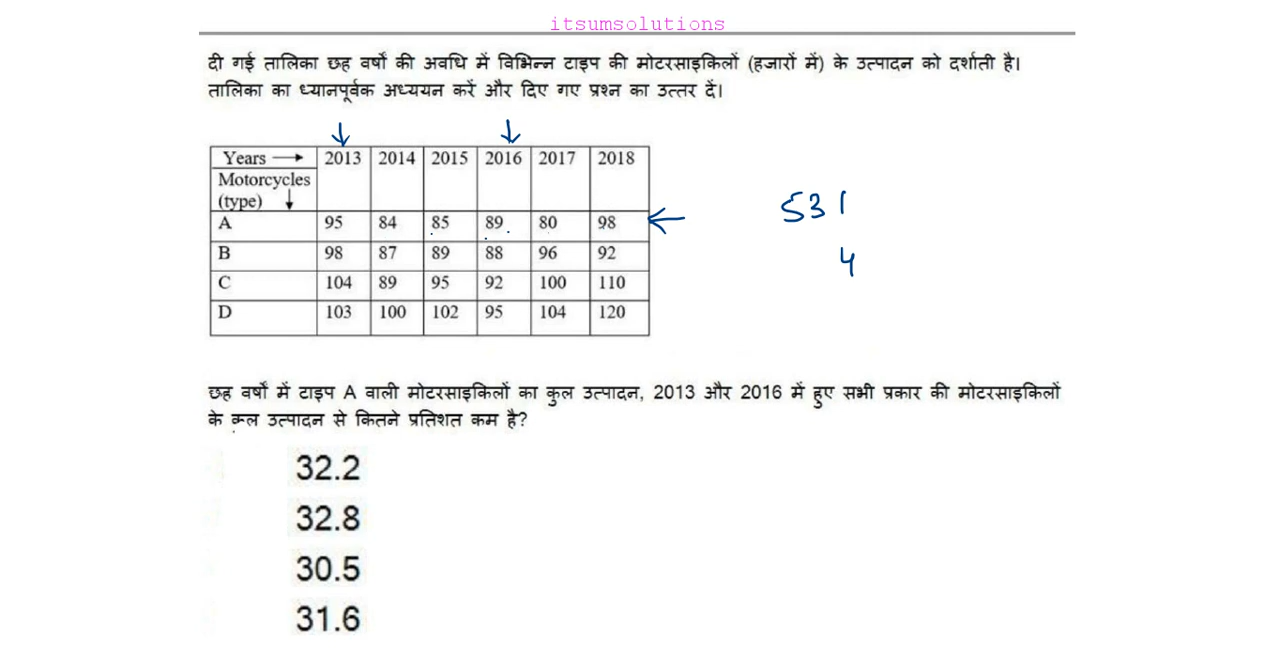 itsumsolutions
दी गई तालिका छह वर्षों की अवधि में विभिन्न टाइप की मोटरसाइकिलों (हजारों में) के उत्पादन को दर्शाती है।
तालिका का ध्यानपूर्वक अध्ययन करें और दिए गए प्रश्न का उत्तर दें।
Years → 2013 2014 2015 2016 2017 2018
Motorcycles
(type) ↓
A 95 84 85 89 80 98
B 98 87 89 88 96 92
C 104 89 95 92 100 110
D 103 100 102 95 104 120
531
4
छह वर्षों में टाइप A वाली मोटरसाइकिलों का कुल उत्पादन, 2013 और 2016 में हुए सभी प्रकार की मोटरसाइकिलों
के कुल उत्पादन से कितने प्रतिशत कम है?
32.2
32.8
30.5
31.6